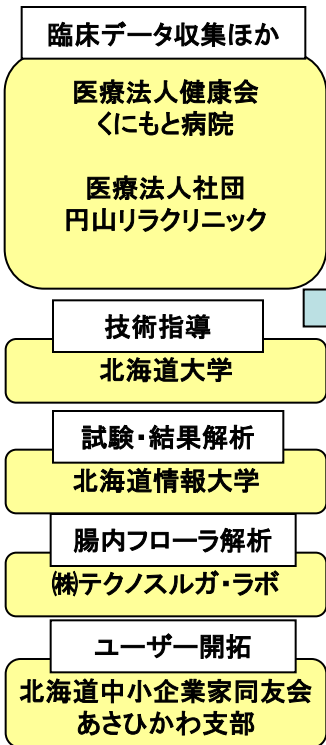 臨床データ収集ほか
医療法人健康会
くにもと病院
医療法人社団
円山リラクリニック
技術指導
北海道大学
試験・結果解析
北海道情報大学
腸内フローラ解析
㈱テクノスルガ・ラボ
ユーザー開拓
北海道中小企業家同友会
あさひかわ支部